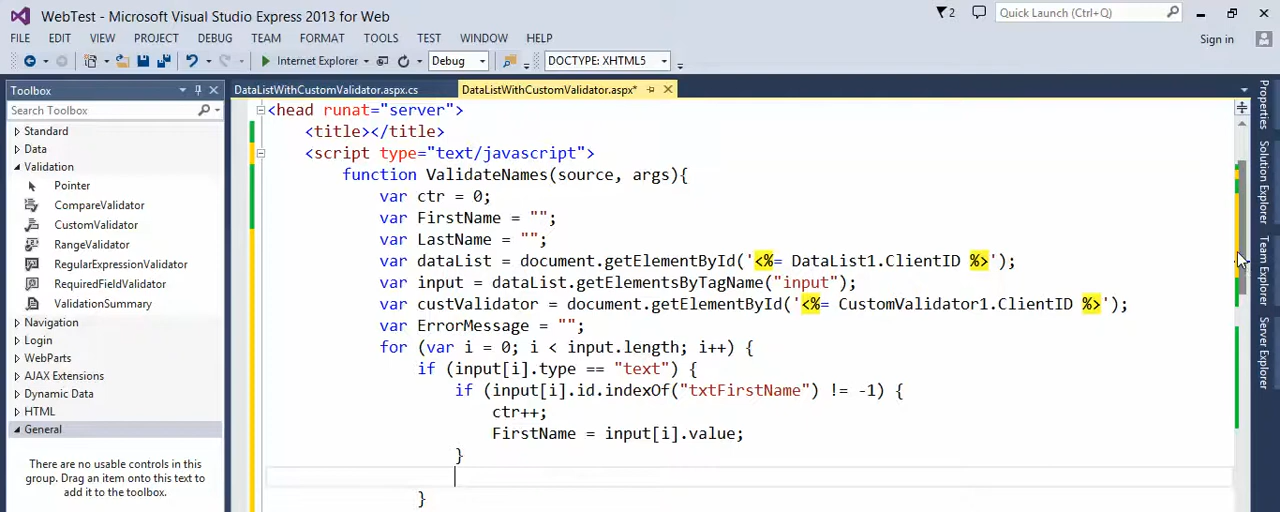 WebTest - Microsoft Visual Studio Express 2013 for Web
2
Quick Launch (Ctrl+Q)
FILE EDIT VIEW PROJECT DEBUG TEAM FORMAT TOOLS TEST WINDOW HELP
Sign in
Internet Explorer
Debug
DOCTYPE: XHTML5
Toolbox
DataListWithCustomValidator.aspx.cs
DataListWithCustomValidator.aspx*
Search Toolbox
Standard
Data
Validation
Pointer
CompareValidator
CustomValidator
RangeValidator
RegularExpressionValidator
RequiredFieldValidator
ValidationSummary
Navigation
Login
WebParts
AJAX Extensions
Dynamic Data
HTML
General
There are no usable controls in this
group. Drag an item onto this text to
add it to the toolbox.
<head runat="server">
<title></title>
<script type="text/javascript">
function ValidateNames(source, args){
var ctr = 0;
var FirstName = "";
var LastName = "";
var dataList = document.getElementById('<%= DataList1.ClientID %>');
var input = dataList.getElementsByTagName("input");
var custValidator = document.getElementById('<%= CustomValidator1.ClientID %>');
var ErrorMessage = "";
for (var i = 0; i < input.length; i++) {
if (input[i].type == "text") {
if (input[i].id.indexOf("txtFirstName") != -1) {
ctr++;
FirstName = input[i].value;
}
}
Properties
Solution Explorer
Team Explorer
Server Explorer